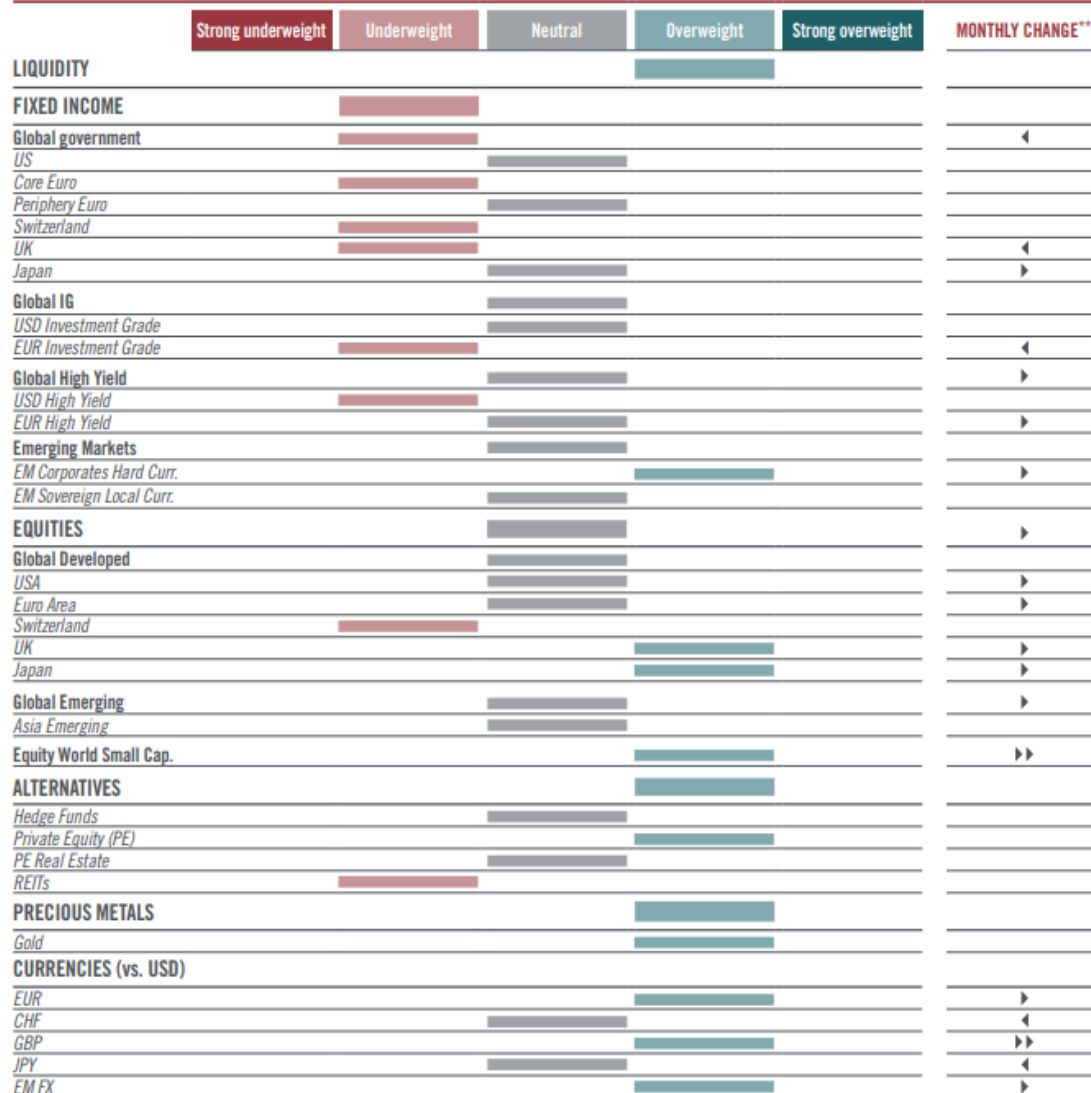 Strong underweight Underweight Neutral Overweight Strong overweight MONTHLY CHANGE**
LIQUIDITY
FIXED INCOME
Global government
US
Core Euro
Periphery Euro
Switzerland
UK
Japan
Global IG
USD Investment Grade
EUR Investment Grade
Global High Yield
USD High Yield
EUR High Yield
Emerging Markets
EM Corporates Hard Curr.
EM Sovereign Local Curr.
EQUITIES
Global Developed
USA
Euro Area
Switzerland
UK
Japan
Global Emerging
Asia Emerging
Equity World Small Cap.
ALTERNATIVES
Hedge Funds
Private Equity (PE)
PE Real Estate
REITs
PRECIOUS METALS
Gold
CURRENCIES (vs. USD)
EUR
CHF
GBP
JPY
EM FX